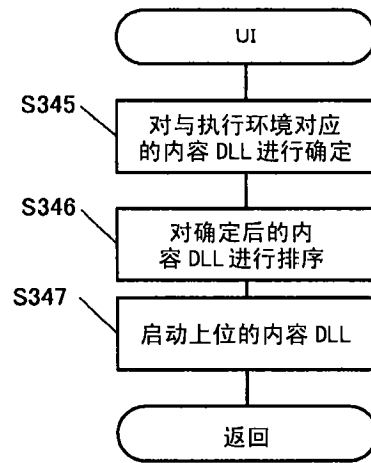 UI
S345
对与执行环境对应
的内容 DLL 进行确定
S346
对确定后的内
容 DLL 进行排序
S347
启动上位的内容 DLL
返回